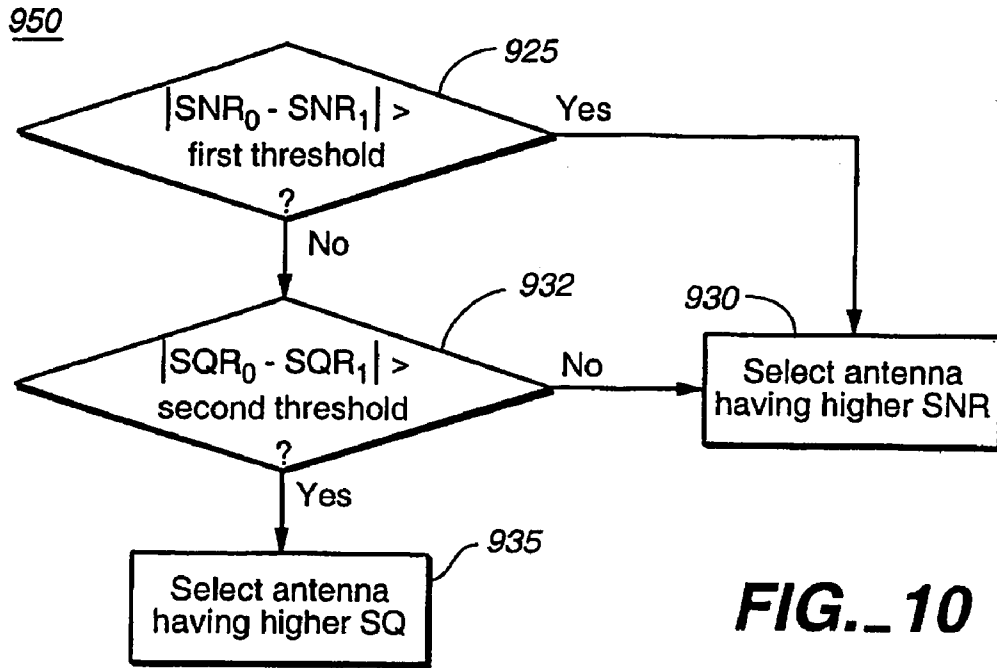 950
925
|SNR₀ - SNR₁| >
first threshold
?
Yes
No
932
|SQR₀ - SQR₁| >
second threshold
?
No
930
Select antenna
having higher SNR
Yes
935
Select antenna
having higher SQ
FIG._10